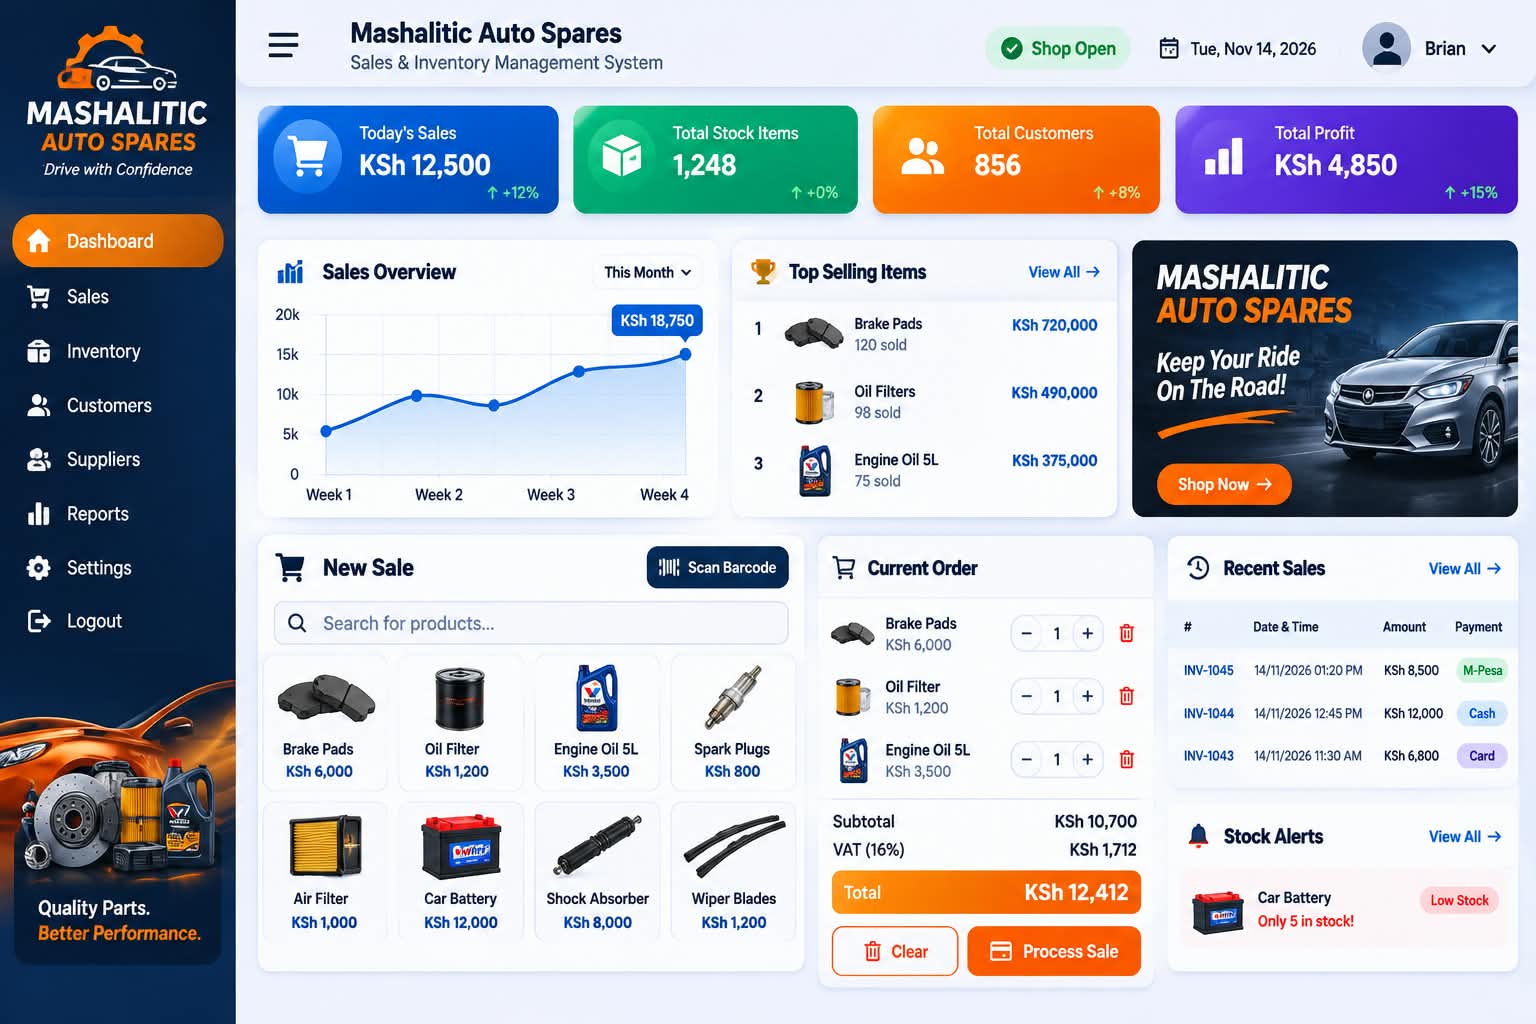 MASHALITIC
AUTO SPARES
Drive with Confidence
Dashboard
Sales
Inventory
Customers
Suppliers
Reports
Settings
Logout
Quality Parts.
Better Performance.
Mashalitic Auto Spares
Sales & Inventory Management System
Shop Open
Tue, Nov 14, 2026
Brian
Today's Sales
KSh 12,500
↑ +12%
Total Stock Items
1,248
↑ +0%
Total Customers
856
↑ +8%
Total Profit
KSh 4,850
↑ +15%
Sales Overview
This Month
KSh 18,750
20k
15k
10k
5k
0
Week 1
Week 2
Week 3
Week 4
Top Selling Items
View All →
1
Brake Pads
120 sold
KSh 720,000
2
Oil Filters
98 sold
KSh 490,000
3
Engine Oil 5L
75 sold
KSh 375,000
MASHALITIC
AUTO SPARES
Keep Your Ride
On The Road!
Shop Now →
New Sale
Scan Barcode
Search for products...
Brake Pads
KSh 6,000
Oil Filter
KSh 1,200
Engine Oil 5L
KSh 3,500
Spark Plugs
KSh 800
Air Filter
KSh 1,000
Car Battery
KSh 12,000
Shock Absorber
KSh 8,000
Wiper Blades
KSh 1,200
Current Order
Brake Pads
KSh 6,000
− 1 +
Oil Filter
KSh 1,200
− 1 +
Engine Oil 5L
KSh 3,500
− 1 +
Subtotal KSh 10,700
VAT (16%) KSh 1,712
Total KSh 12,412
Clear
Process Sale
Recent Sales
View All →
# Date & Time Amount Payment
INV-1045 14/11/2026 01:20 PM KSh 8,500 M-Pesa
INV-1044 14/11/2026 12:45 PM KSh 12,000 Cash
INV-1043 14/11/2026 11:30 AM KSh 6,800 Card
Stock Alerts
View All →
Car Battery
Only 5 in stock!
Low Stock